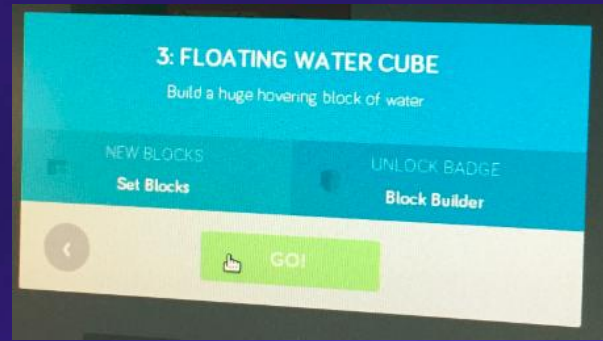 3: FLOATING WATER CUBE
Build a huge hovering block of water
NEW BLOCKS
Set Blocks
UNLOCK BADGE
Block Builder
GO!